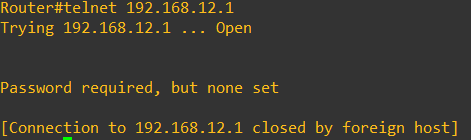 Router#telnet 192.168.12.1
Trying 192.168.12.1 ... Open
Password required, but none set
[Connection to 192.168.12.1 closed by foreign host]